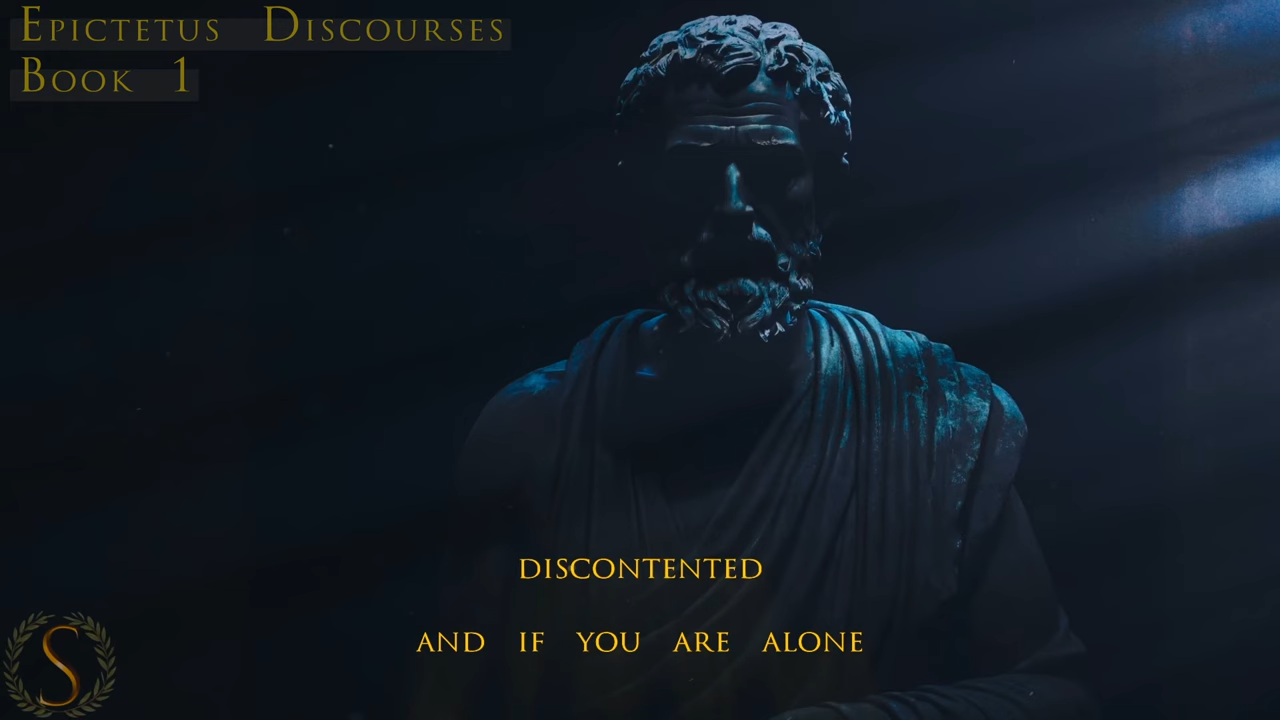 Epictetus Discourses
Book 1
DISCONTENTED
AND IF YOU ARE ALONE
S